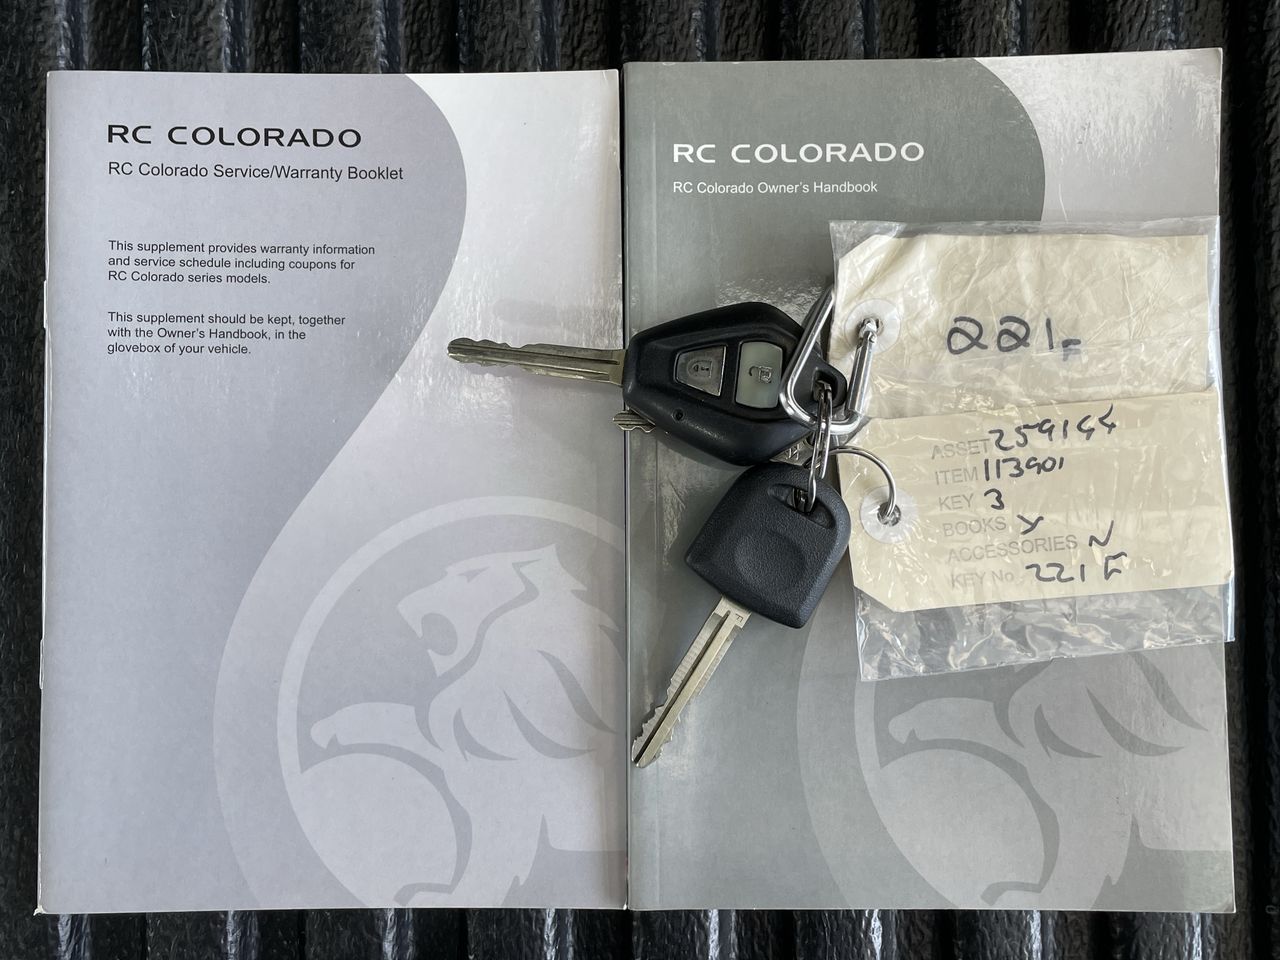 RC COLORADO
RC Colorado Service/Warranty Booklet
This supplement provides warranty information
and service schedule including coupons for
RC Colorado series models.
This supplement should be kept, together
with the Owner's Handbook, in the
glovebox of your vehicle.
RC COLORADO
RC Colorado Owner's Handbook
221
ASSET 259144
ITEM 113901
KEY 3
BOOKS Y
ACCESSORIES N
KEY No 221